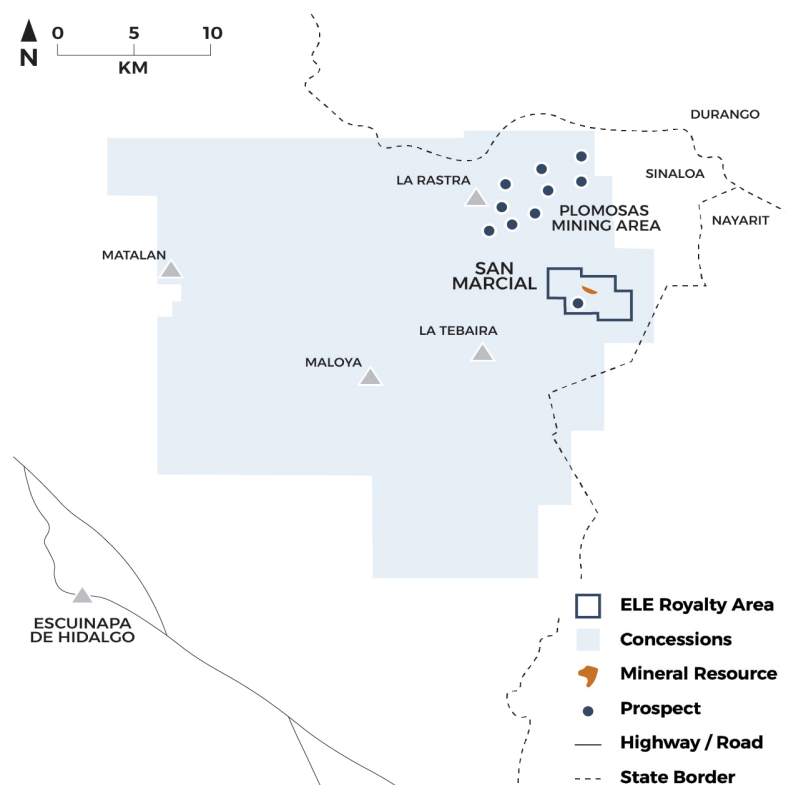 0 5 10
N
KM
DURANGO
SINALOA
NAYARIT
LA RASTRA
PLOMOSAS
MINING AREA
MATALAN
SAN
MARCIAL
LA TEBAIRA
MALOYA
ESCUINAPA
DE HIDALGO
ELE Royalty Area
Concessions
Mineral Resource
Prospect
Highway / Road
State Border